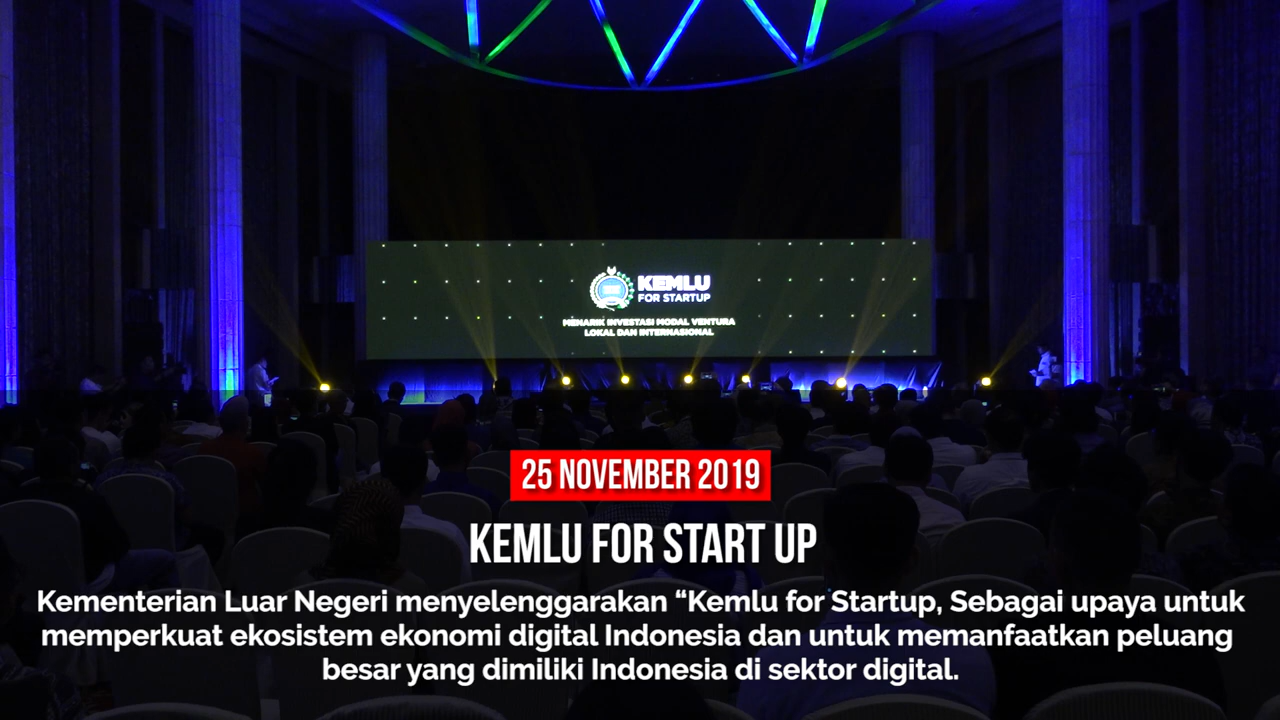 KEMLU
FOR STARTUP
MENARIK INVESTASI MODAL VENTURA
LOKAL DAN INTERNASIONAL
25 NOVEMBER 2019
KEMLU FOR START UP
Kementerian Luar Negeri menyelenggarakan “Kemlu for Startup, Sebagai upaya untuk
memperkuat ekosistem ekonomi digital Indonesia dan untuk memanfaatkan peluang
besar yang dimiliki Indonesia di sektor digital.